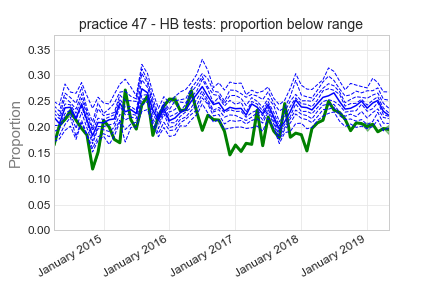 practice 47 - HB tests: proportion below range
Proportion
0.35
0.30
0.25
0.20
0.15
0.10
0.05
0.00
January 2015
January 2016
January 2017
January 2018
January 2019